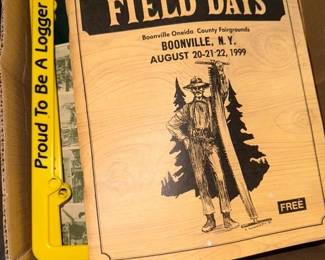 FIELD DAYS
Boonville Oneida County Fairgrounds
BOONVILLE, N.Y.
AUGUST 20-21-22, 1999
FREE
Proud To Be A Logger